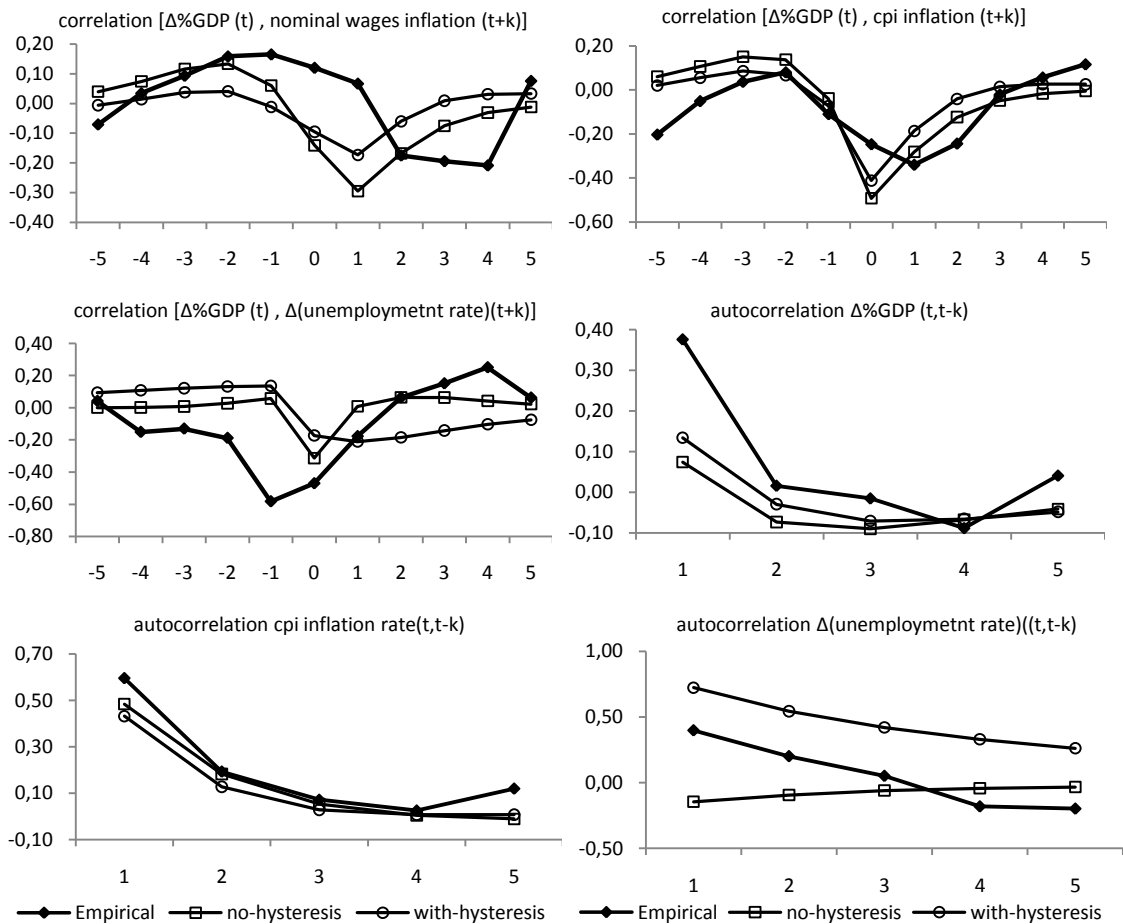 correlation [Δ%GDP (t) , nominal wages inflation (t+k)]
0,20
0,10
0,00
-0,10
-0,20
-0,30
-0,40
-5 -4 -3 -2 -1 0 1 2 3 4 5
correlation [Δ%GDP (t) , cpi inflation (t+k)]
0,20
0,00
-0,20
-0,40
-0,60
-5 -4 -3 -2 -1 0 1 2 3 4 5
correlation [Δ%GDP (t) , Δ(unemploymetnt rate)(t+k)]
0,40
0,20
0,00
-0,20
-0,40
-0,60
-0,80
-5 -4 -3 -2 -1 0 1 2 3 4 5
autocorrelation Δ%GDP (t,t-k)
0,40
0,30
0,20
0,10
0,00
-0,10
1 2 3 4 5
autocorrelation cpi inflation rate(t,t-k)
0,70
0,50
0,30
0,10
-0,10
1 2 3 4 5
Empirical no-hysteresis with-hysteresis
autocorrelation Δ(unemploymetnt rate)((t,t-k)
1,00
0,50
0,00
-0,50
1 2 3 4 5
Empirical no-hysteresis with-hysteresis